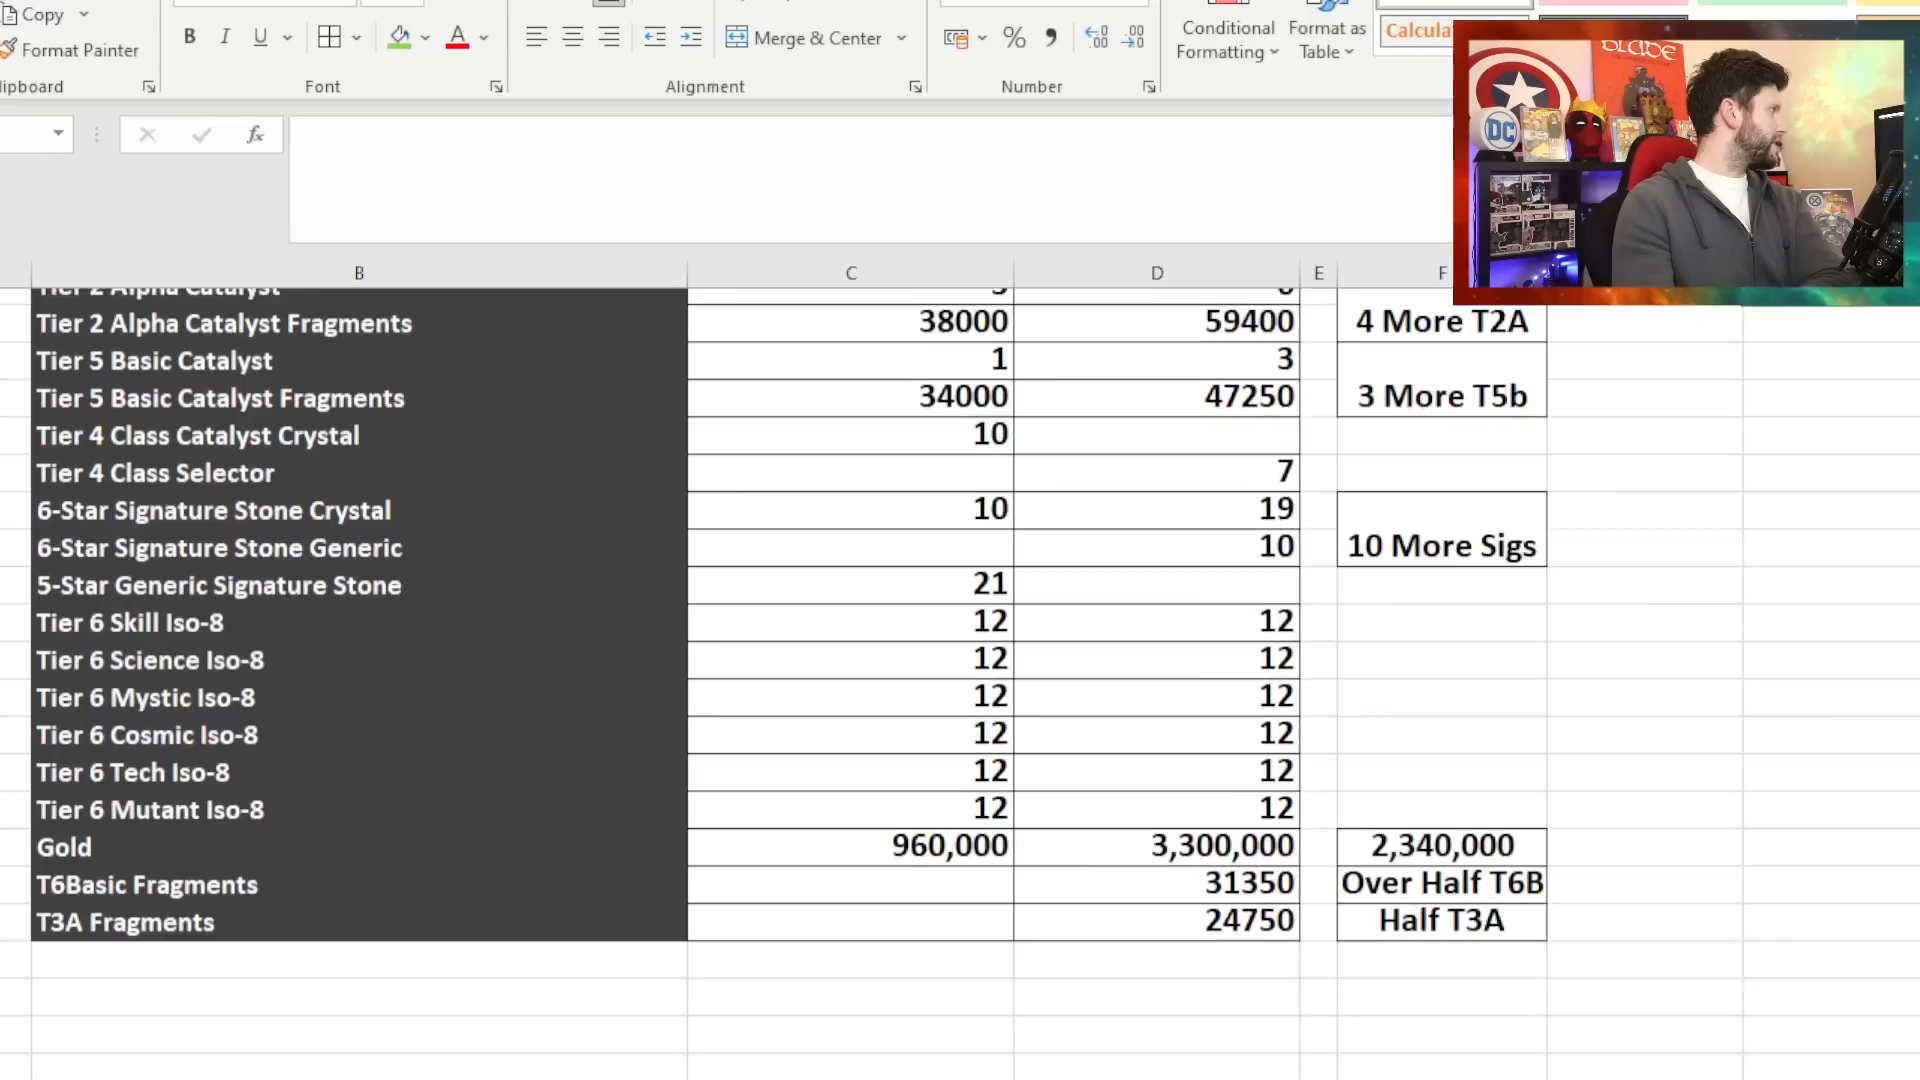 Copy
Format Painter
lipboard
B I U A
Font
Merge & Center
Alignment
%
Number
Conditional
Formatting
Format as
Table
Calcula
fx
BLADE
DC
B C D E F
Tier 2 Alpha Catalyst
Tier 2 Alpha Catalyst Fragments 38000 59400 4 More T2A
Tier 5 Basic Catalyst 1 3
Tier 5 Basic Catalyst Fragments 34000 47250 3 More T5b
Tier 4 Class Catalyst Crystal 10
Tier 4 Class Selector 7
6-Star Signature Stone Crystal 10 19
6-Star Signature Stone Generic 10 10 More Sigs
5-Star Generic Signature Stone 21
Tier 6 Skill Iso-8 12 12
Tier 6 Science Iso-8 12 12
Tier 6 Mystic Iso-8 12 12
Tier 6 Cosmic Iso-8 12 12
Tier 6 Tech Iso-8 12 12
Tier 6 Mutant Iso-8 12 12
Gold 960,000 3,300,000 2,340,000
T6Basic Fragments 31350 Over Half T6B
T3A Fragments 24750 Half T3A